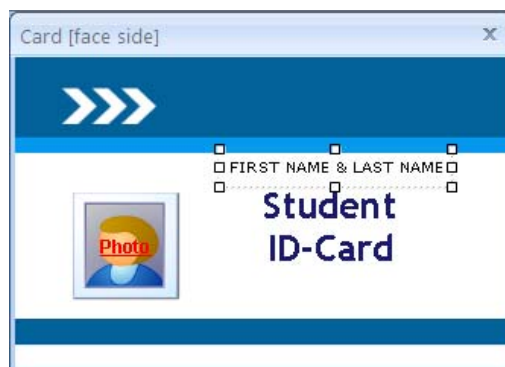 Card [face side]
FIRST NAME & LAST NAME
Student
ID-Card
Photo